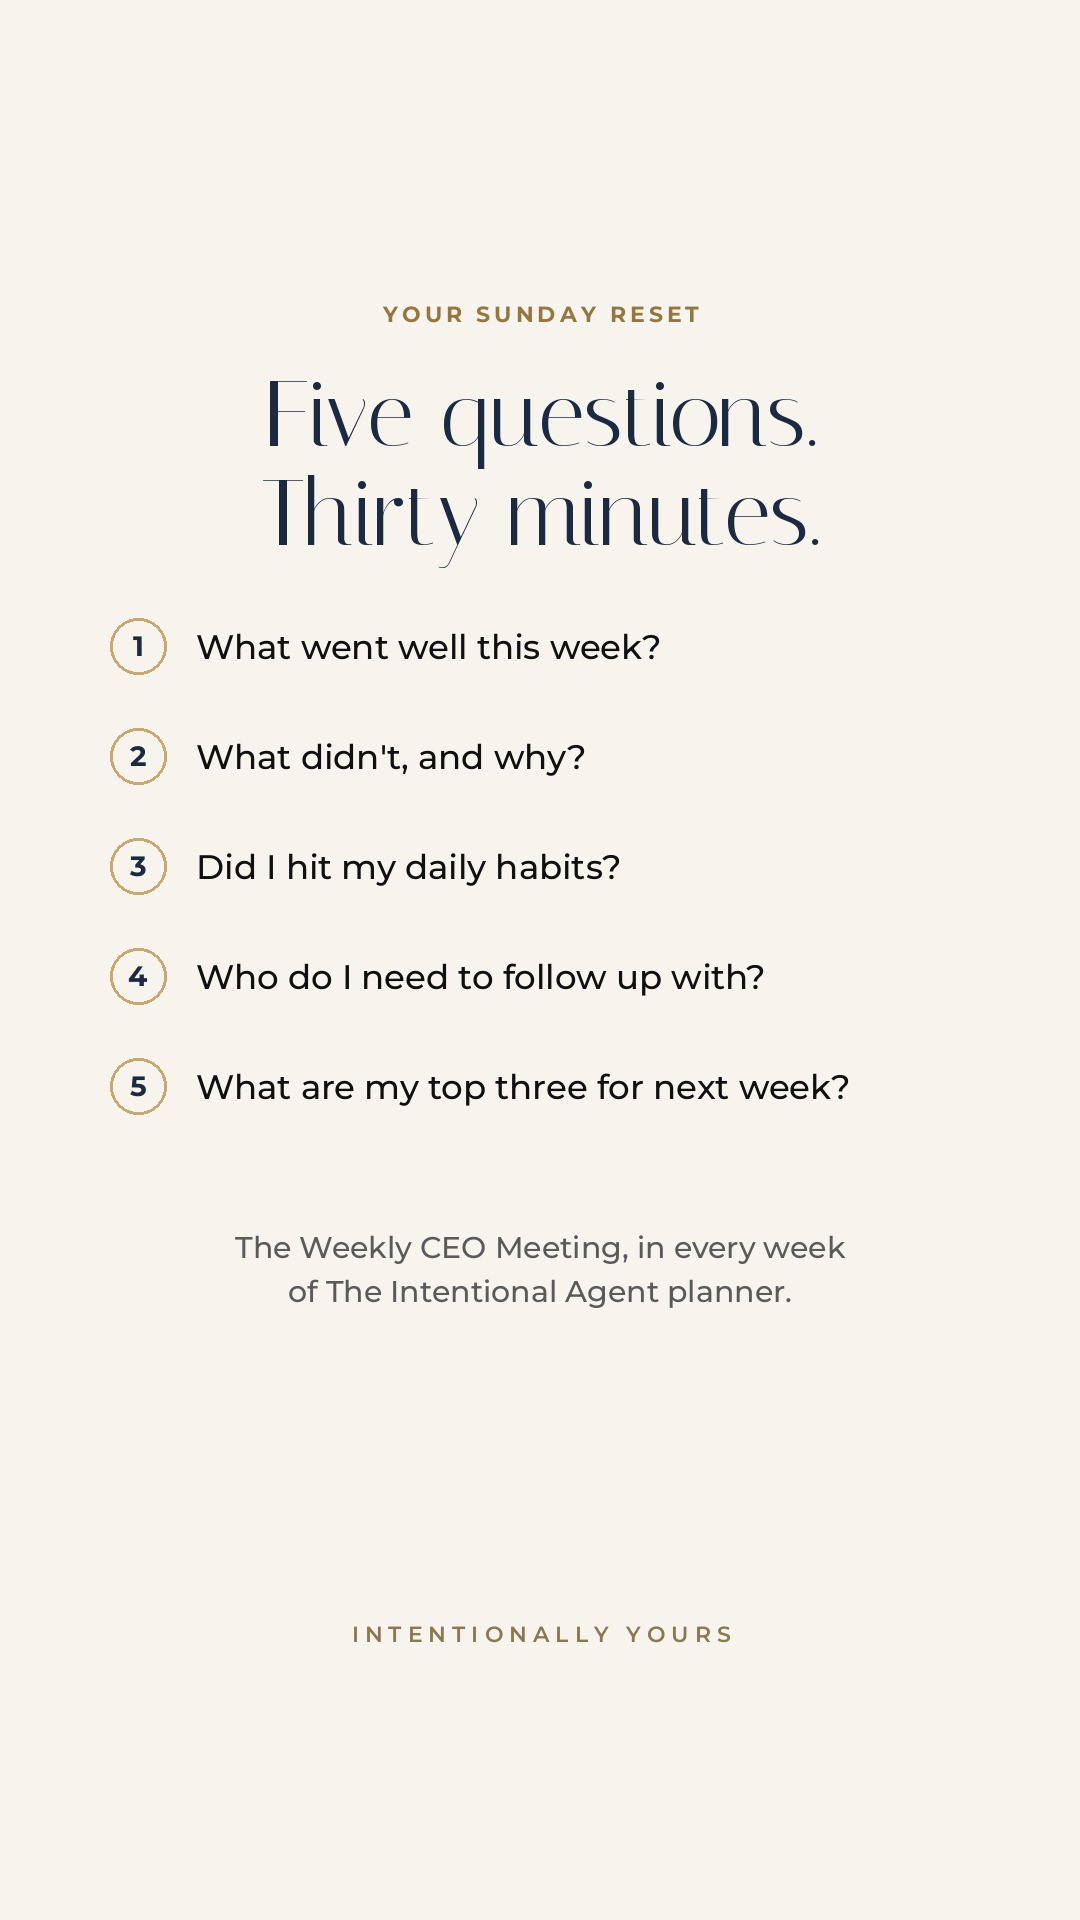 YOUR SUNDAY RESET
Five questions.
Thirty minutes.
1 What went well this week?
2 What didn't, and why?
3 Did I hit my daily habits?
4 Who do I need to follow up with?
5 What are my top three for next week?
The Weekly CEO Meeting, in every week
of The Intentional Agent planner.
INTENTIONALLY YOURS